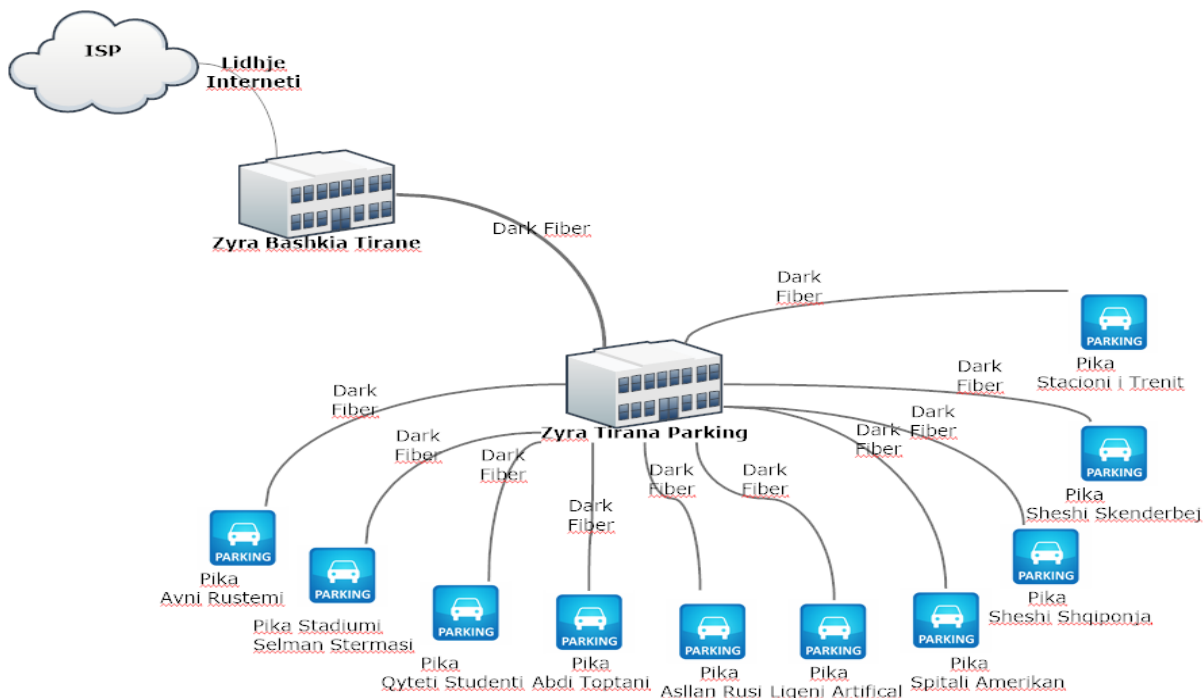 ISP
Lidhje
Interneti
Zyra Bashkia Tirane
Dark Fiber
Dark
Fiber
PARKING
Pika
Stacioni i Trenit
Dark
Fiber
Dark
Fiber
Dark
Fiber
Dark
Fiber
Zyra Tirana Parking
PARKING
Pika
Sheshi Skenderbej
Dark
Fiber
Dark
Fiber
Dark
Fiber
Dark
Fiber
Dark
Fiber
PARKING
Pika
Avni Rustemi
PARKING
Pika Stadiumi
Selman Stermasi
PARKING
Pika
Qyteti Studenti
PARKING
Pika
Abdi Toptani
PARKING
Pika
Asllan Rusi
PARKING
Pika
Liqeni Artifical
PARKING
Pika
Spitali Amerikan
PARKING
Pika
Sheshi Shqiponja